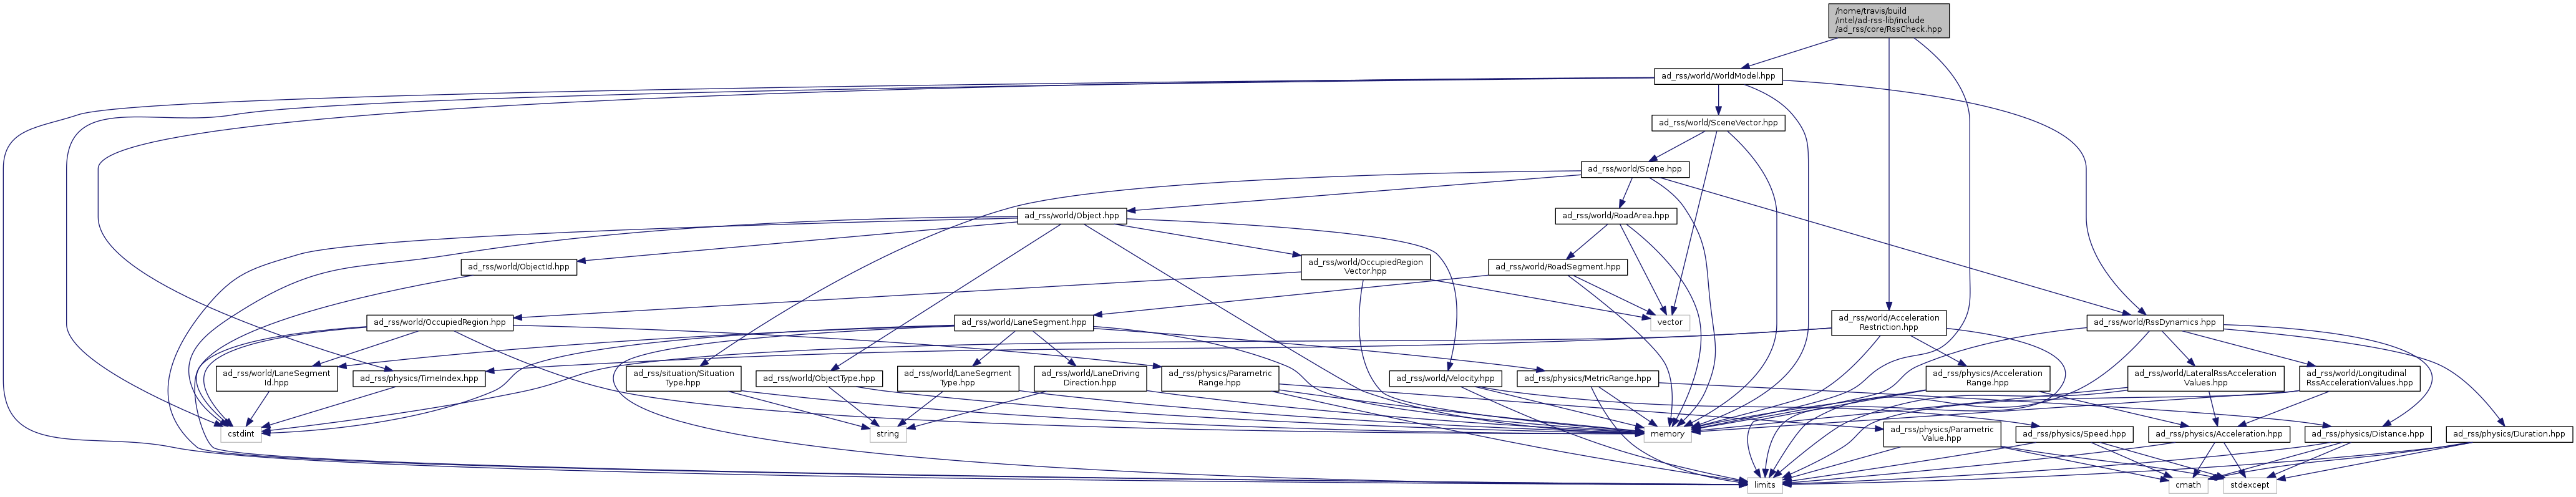 /home/travis/build
/intel/ad-rss-lib/include
/ad_rss/core/RssCheck.hpp
ad_rss/world/WorldModel.hpp
ad_rss/world/SceneVector.hpp
ad_rss/world/Scene.hpp
ad_rss/world/Object.hpp
ad_rss/world/RoadArea.hpp
ad_rss/world/ObjectId.hpp
ad_rss/world/OccupiedRegion
Vector.hpp
ad_rss/world/RoadSegment.hpp
ad_rss/world/OccupiedRegion.hpp
ad_rss/world/LaneSegment.hpp
vector
ad_rss/world/Acceleration
Restriction.hpp
ad_rss/world/RssDynamics.hpp
ad_rss/world/LaneSegment
Id.hpp
ad_rss/physics/TimeIndex.hpp
ad_rss/situation/Situation
Type.hpp
ad_rss/world/ObjectType.hpp
ad_rss/world/LaneSegment
Type.hpp
ad_rss/world/LaneDriving
Direction.hpp
ad_rss/physics/Parametric
Range.hpp
ad_rss/world/Velocity.hpp
ad_rss/physics/MetricRange.hpp
ad_rss/physics/Acceleration
Range.hpp
ad_rss/world/LateralRssAcceleration
Values.hpp
ad_rss/world/Longitudinal
RssAccelerationValues.hpp
cstdint
string
memory
ad_rss/physics/Parametric
Value.hpp
ad_rss/physics/Speed.hpp
ad_rss/physics/Acceleration.hpp
ad_rss/physics/Distance.hpp
ad_rss/physics/Duration.hpp
limits
cmath
stdexcept